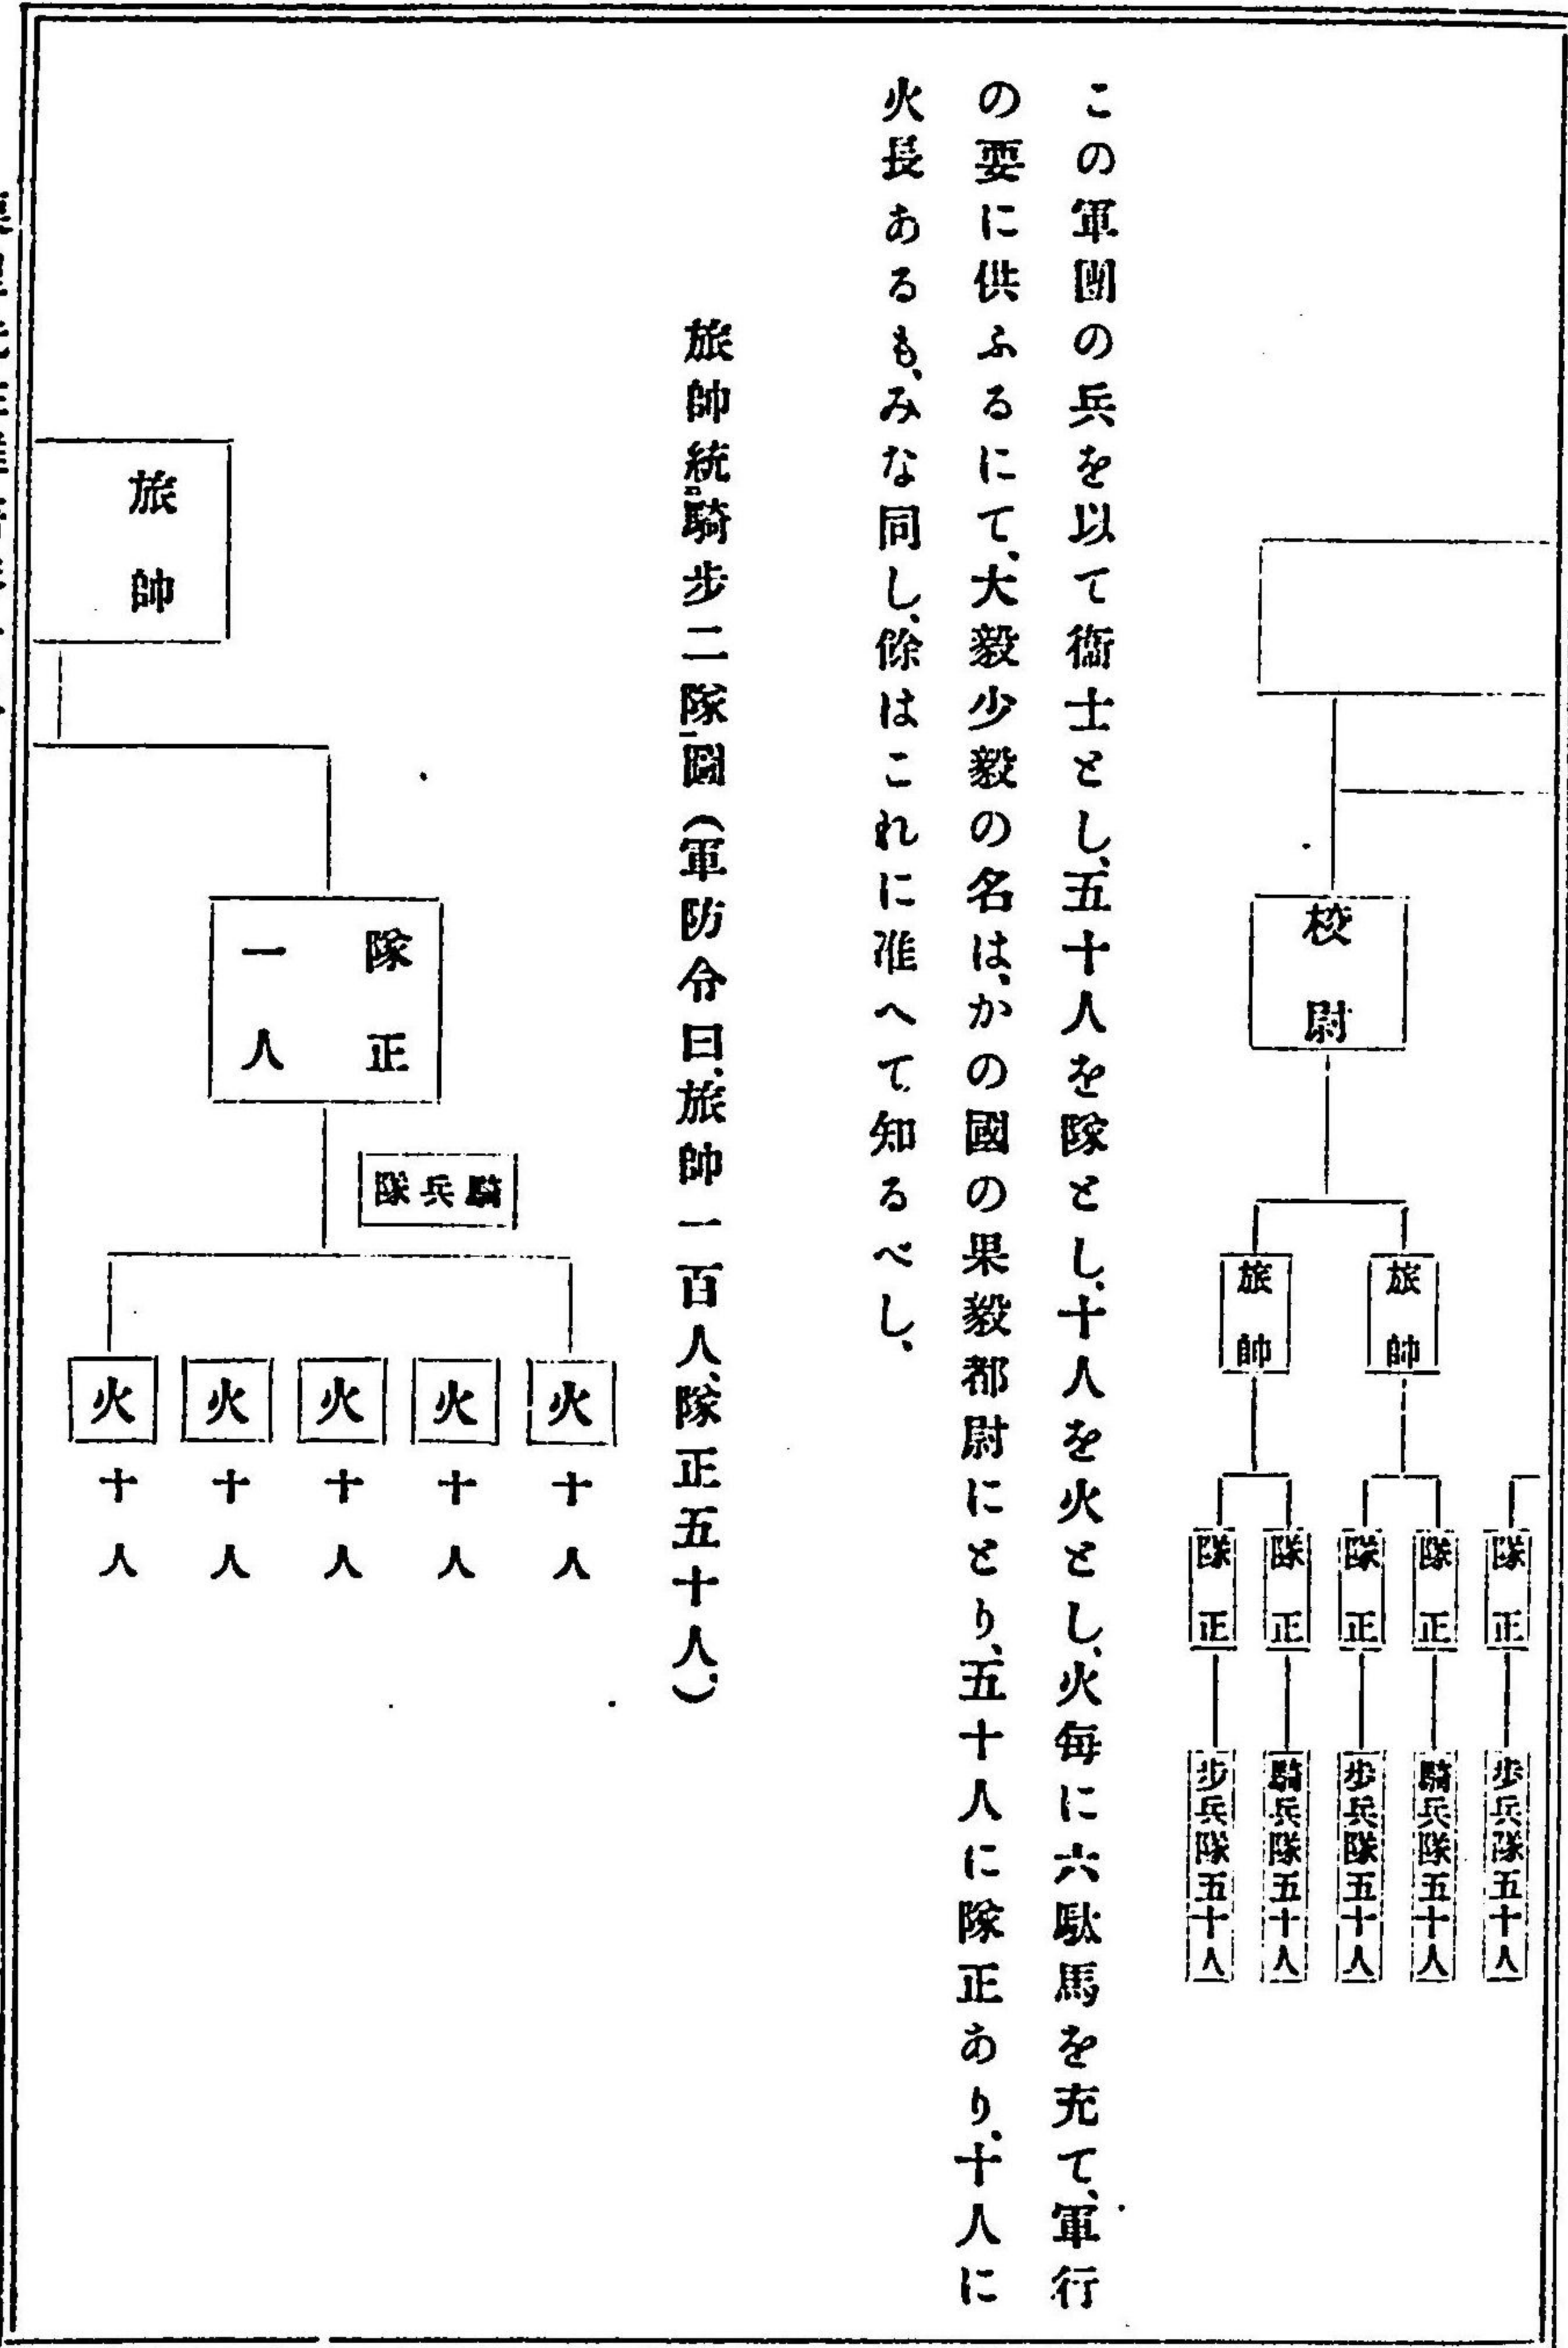 校尉
旅帥
旅帥
隊正
隊正
隊正
隊正
隊正
歩兵隊五十人
騎兵隊五十人
歩兵隊五十人
騎兵隊五十人
步兵隊五十人
この軍團の兵を以て衞士とし、五十人を隊とし、十人を火とし、火每に六駄馬を充て、軍行
の要に供ふるにて、大毅少毅の名は、かの國の果毅都尉にとり、五十人に隊正あり、十人に
火長あるも、みな同し、餘はこれに准へて知るべし、
旅帥統騎步二隊圖(軍防令曰、旅帥一百人、隊正五十人、)
旅帥
隊正
一人
騎兵隊
火 十人
火 十人
火 十人
火 十人
火 十人